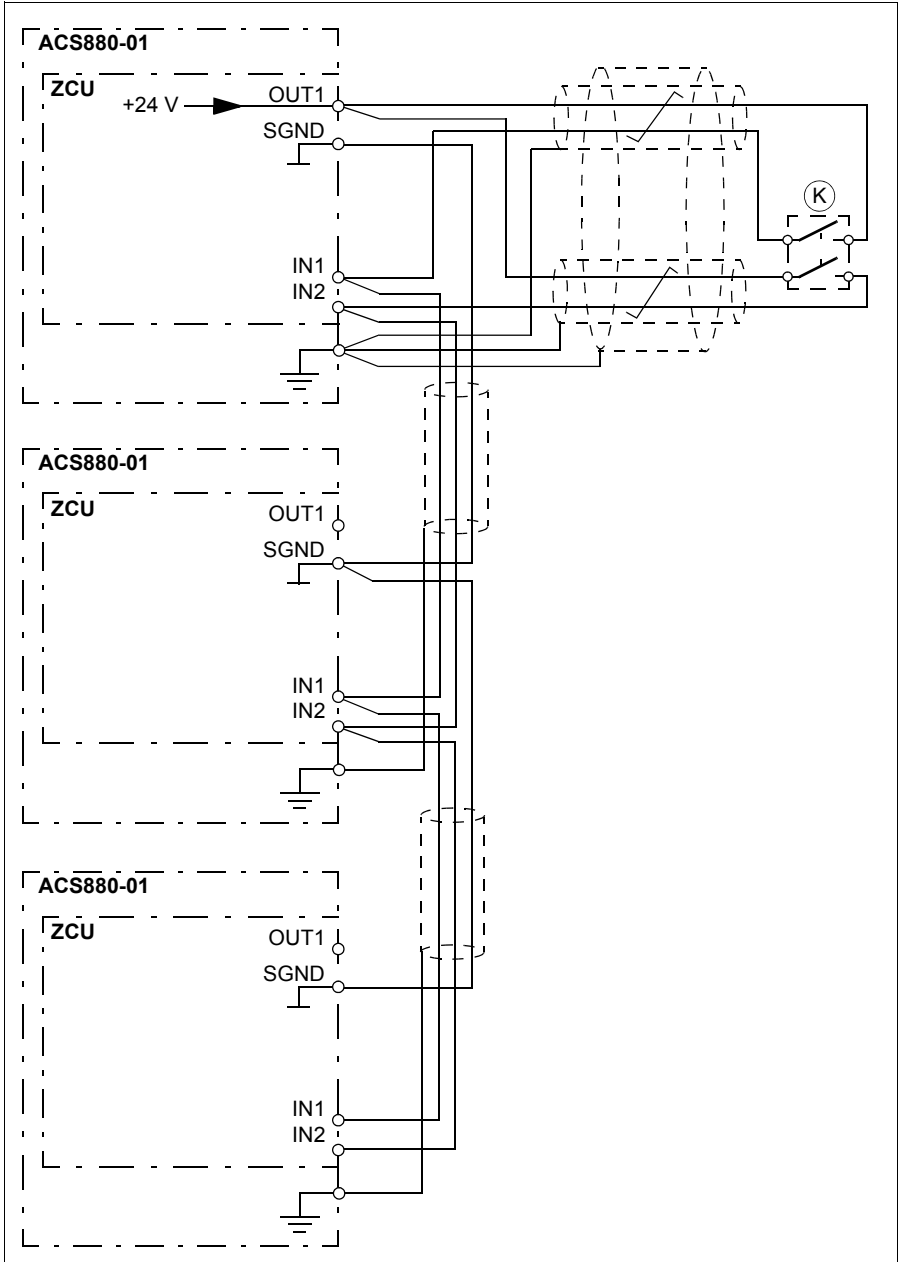 ACS880-01
ZCU
+24 V
OUT1
SGND
K
IN1
IN2
ACS880-01
ZCU
OUT1
SGND
IN1
IN2
ACS880-01
ZCU
OUT1
SGND
IN1
IN2